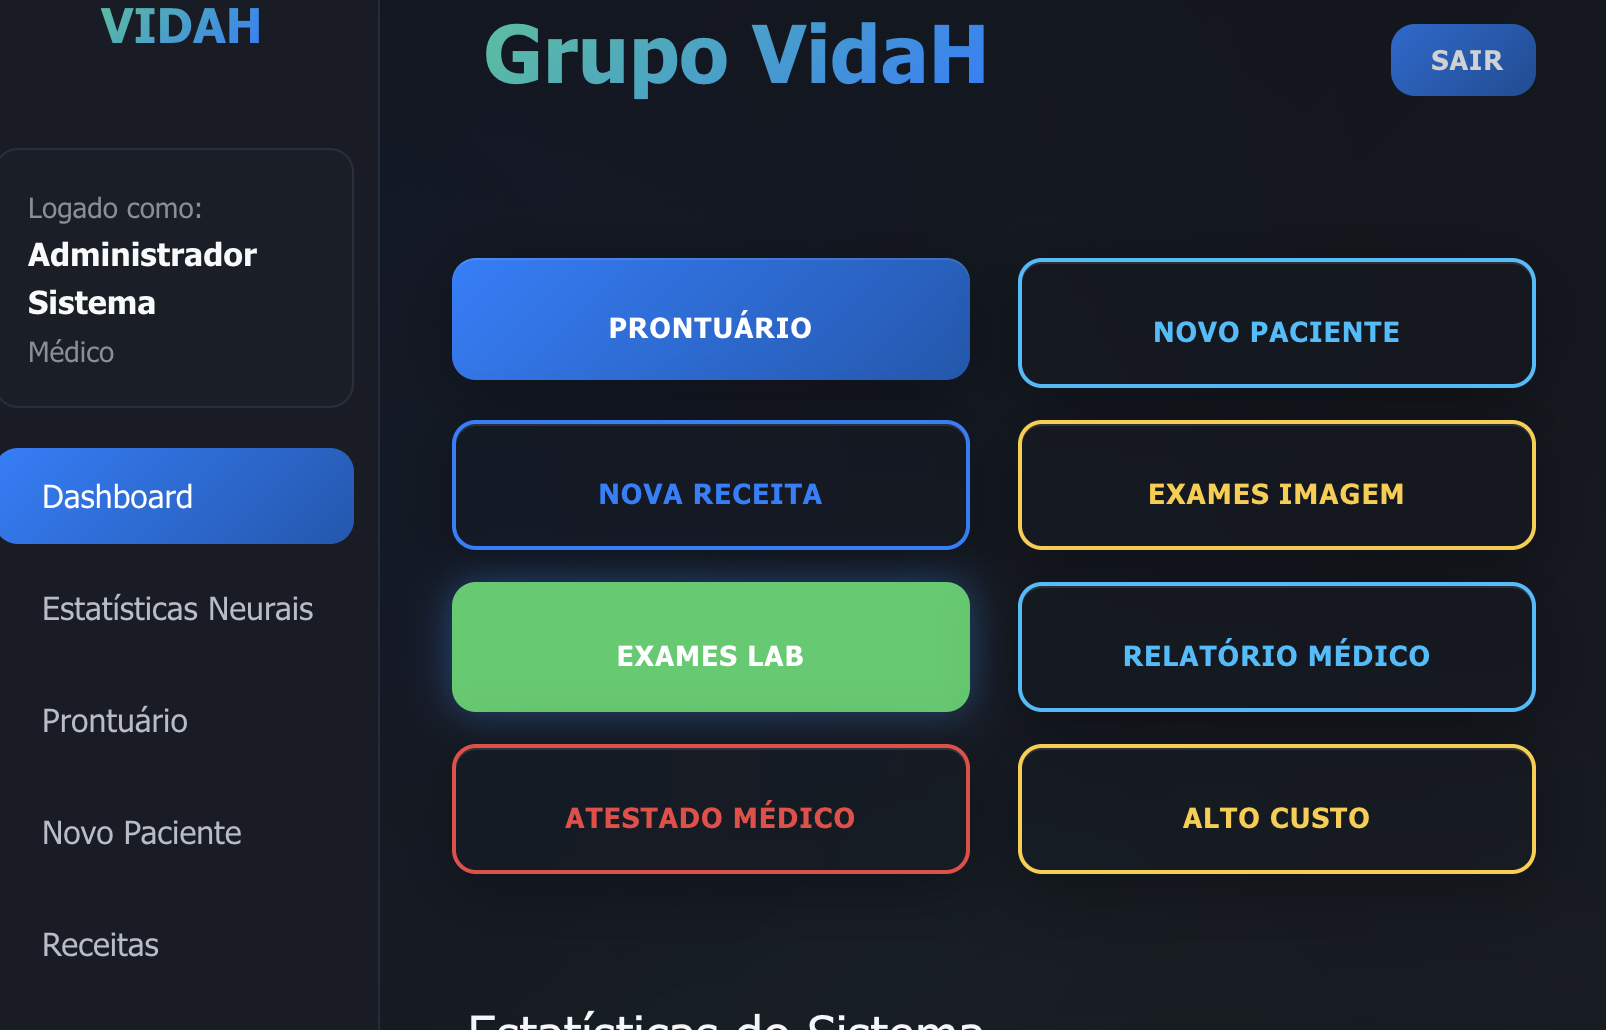 VIDAH
Logado como:
Administrador
Sistema
Médico
Dashboard
Estatísticas Neurais
Prontuário
Novo Paciente
Receitas
Grupo VidaH
SAIR
PRONTUÁRIO
NOVO PACIENTE
NOVA RECEITA
EXAMES IMAGEM
EXAMES LAB
RELATÓRIO MÉDICO
ATESTADO MÉDICO
ALTO CUSTO
Estatísticas do Sistema